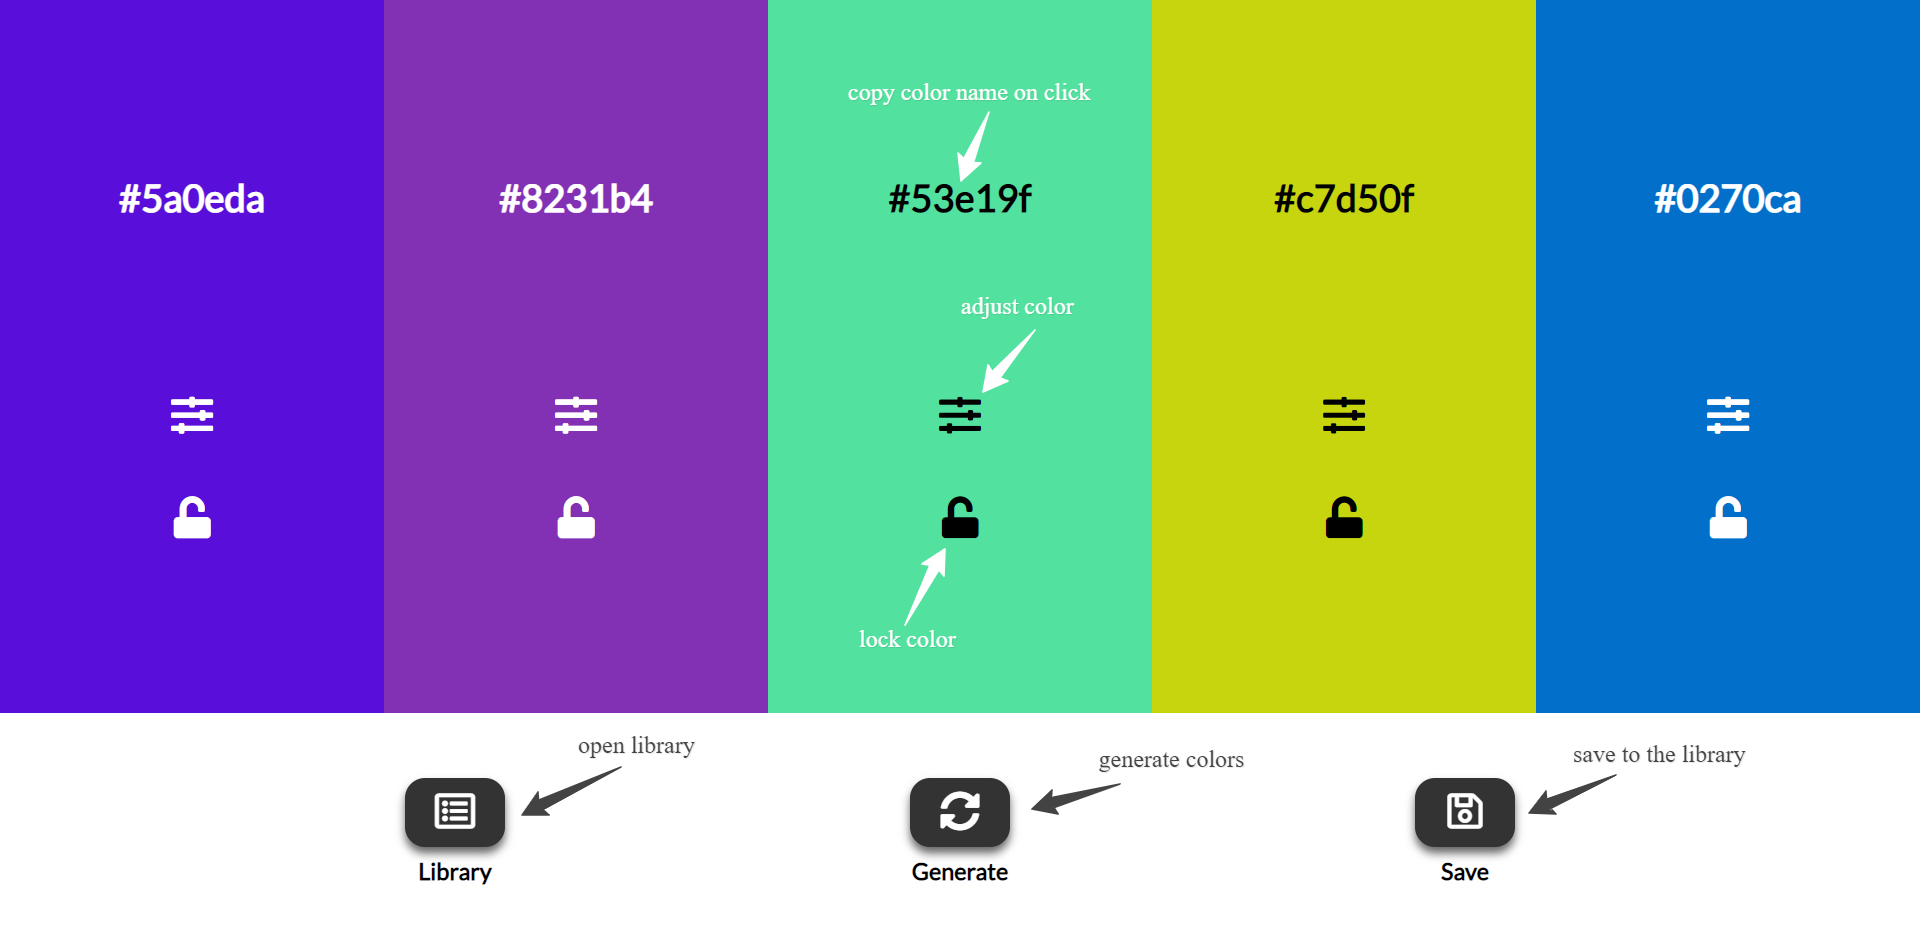 copy color name on click
#5a0eda
#8231b4
#53e19f
#c7d50f
#0270ca
adjust color
lock color
open library
generate colors
save to the library
Library
Generate
Save